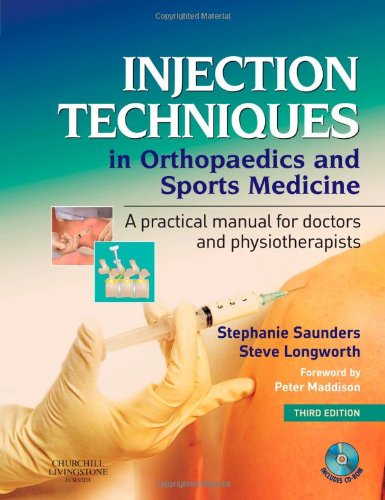 INJECTION
TECHNIQUES
in Orthopaedics and
Sports Medicine
A practical manual for doctors
and physiotherapists
Stephanie Saunders
Steve Longworth
Foreword by
Peter Maddison
THIRD EDITION
INCLUDES CD-ROM
CHURCHILL
LIVINGSTONE
ELSEVIER
Copyrighted Material